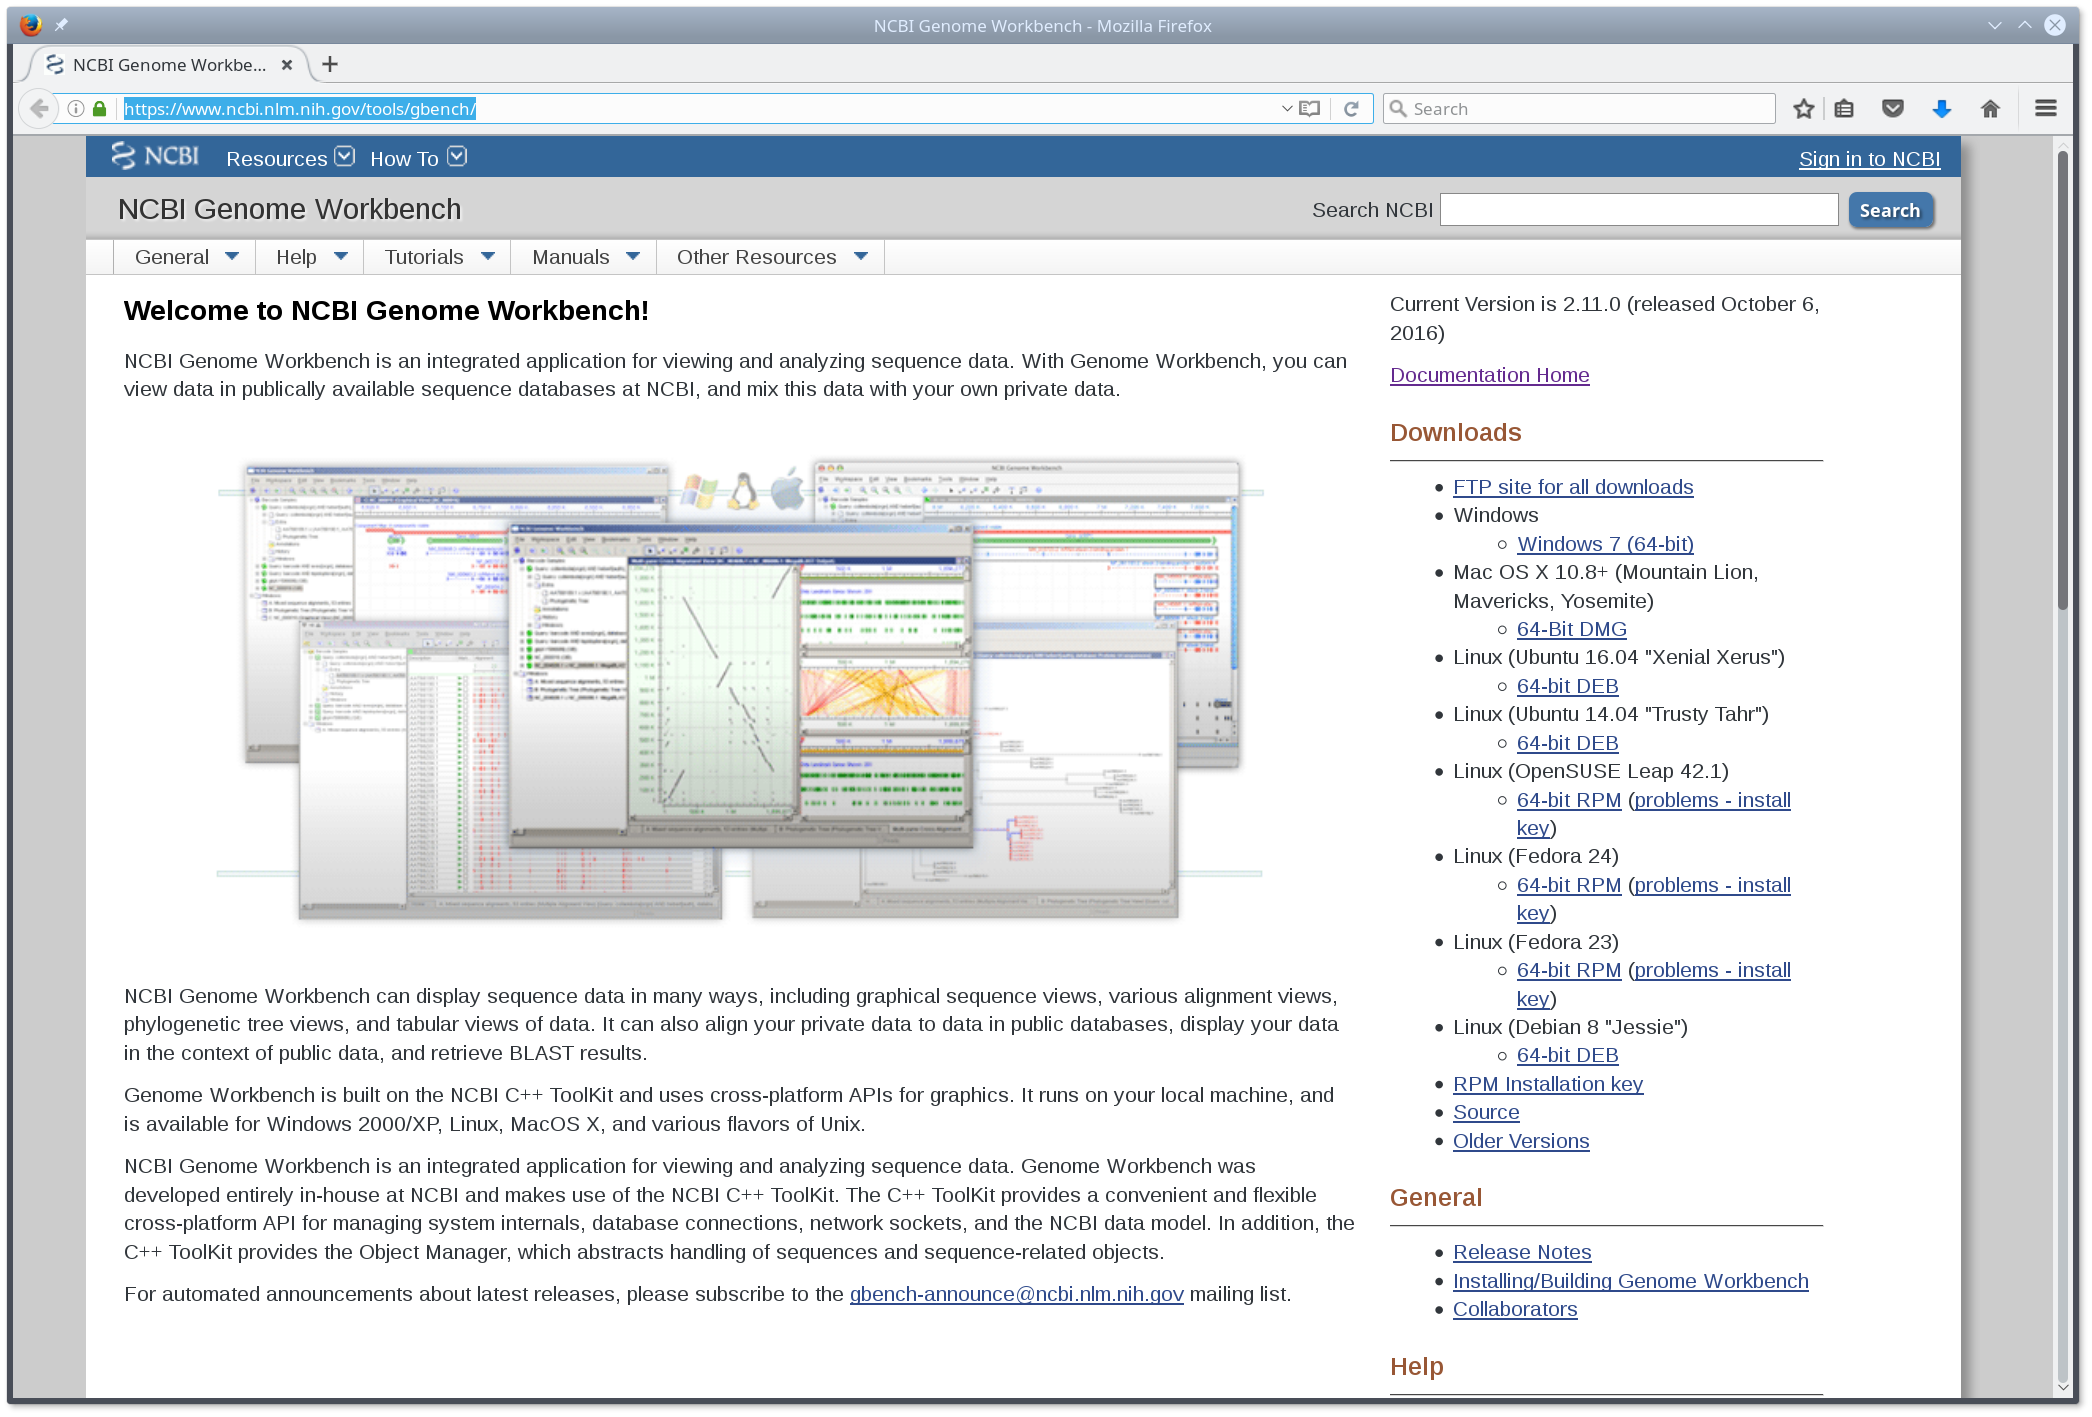 NCBI Genome Workbench - Mozilla Firefox
NCBI Genome Workbe...
https://www.ncbi.nlm.nih.gov/tools/gbench/
Search
NCBI
Resources
How To
Sign in to NCBI
NCBI Genome Workbench
Search NCBI
Search
General
Help
Tutorials
Manuals
Other Resources
Welcome to NCBI Genome Workbench!
NCBI Genome Workbench is an integrated application for viewing and analyzing sequence data. With Genome Workbench, you can
view data in publically available sequence databases at NCBI, and mix this data with your own private data.
NCBI Genome Workbench can display sequence data in many ways, including graphical sequence views, various alignment views,
phylogenetic tree views, and tabular views of data. It can also align your private data to data in public databases, display your data
in the context of public data, and retrieve BLAST results.
Genome Workbench is built on the NCBI C++ ToolKit and uses cross-platform APIs for graphics. It runs on your local machine, and
is available for Windows 2000/XP, Linux, MacOS X, and various flavors of Unix.
NCBI Genome Workbench is an integrated application for viewing and analyzing sequence data. Genome Workbench was
developed entirely in-house at NCBI and makes use of the NCBI C++ ToolKit. The C++ ToolKit provides a convenient and flexible
cross-platform API for managing system internals, database connections, network sockets, and the NCBI data model. In addition, the
C++ ToolKit provides the Object Manager, which abstracts handling of sequences and sequence-related objects.
For automated announcements about latest releases, please subscribe to the gbench-announce@ncbi.nlm.nih.gov mailing list.
Current Version is 2.11.0 (released October 6,
2016)
Documentation Home
Downloads
FTP site for all downloads
Windows
Windows 7 (64-bit)
Mac OS X 10.8+ (Mountain Lion,
Mavericks, Yosemite)
64-Bit DMG
Linux (Ubuntu 16.04 "Xenial Xerus")
64-bit DEB
Linux (Ubuntu 14.04 "Trusty Tahr")
64-bit DEB
Linux (OpenSUSE Leap 42.1)
64-bit RPM (problems - install
key)
Linux (Fedora 24)
64-bit RPM (problems - install
key)
Linux (Fedora 23)
64-bit RPM (problems - install
key)
Linux (Debian 8 "Jessie")
64-bit DEB
RPM Installation key
Source
Older Versions
General
Release Notes
Installing/Building Genome Workbench
Collaborators
Help